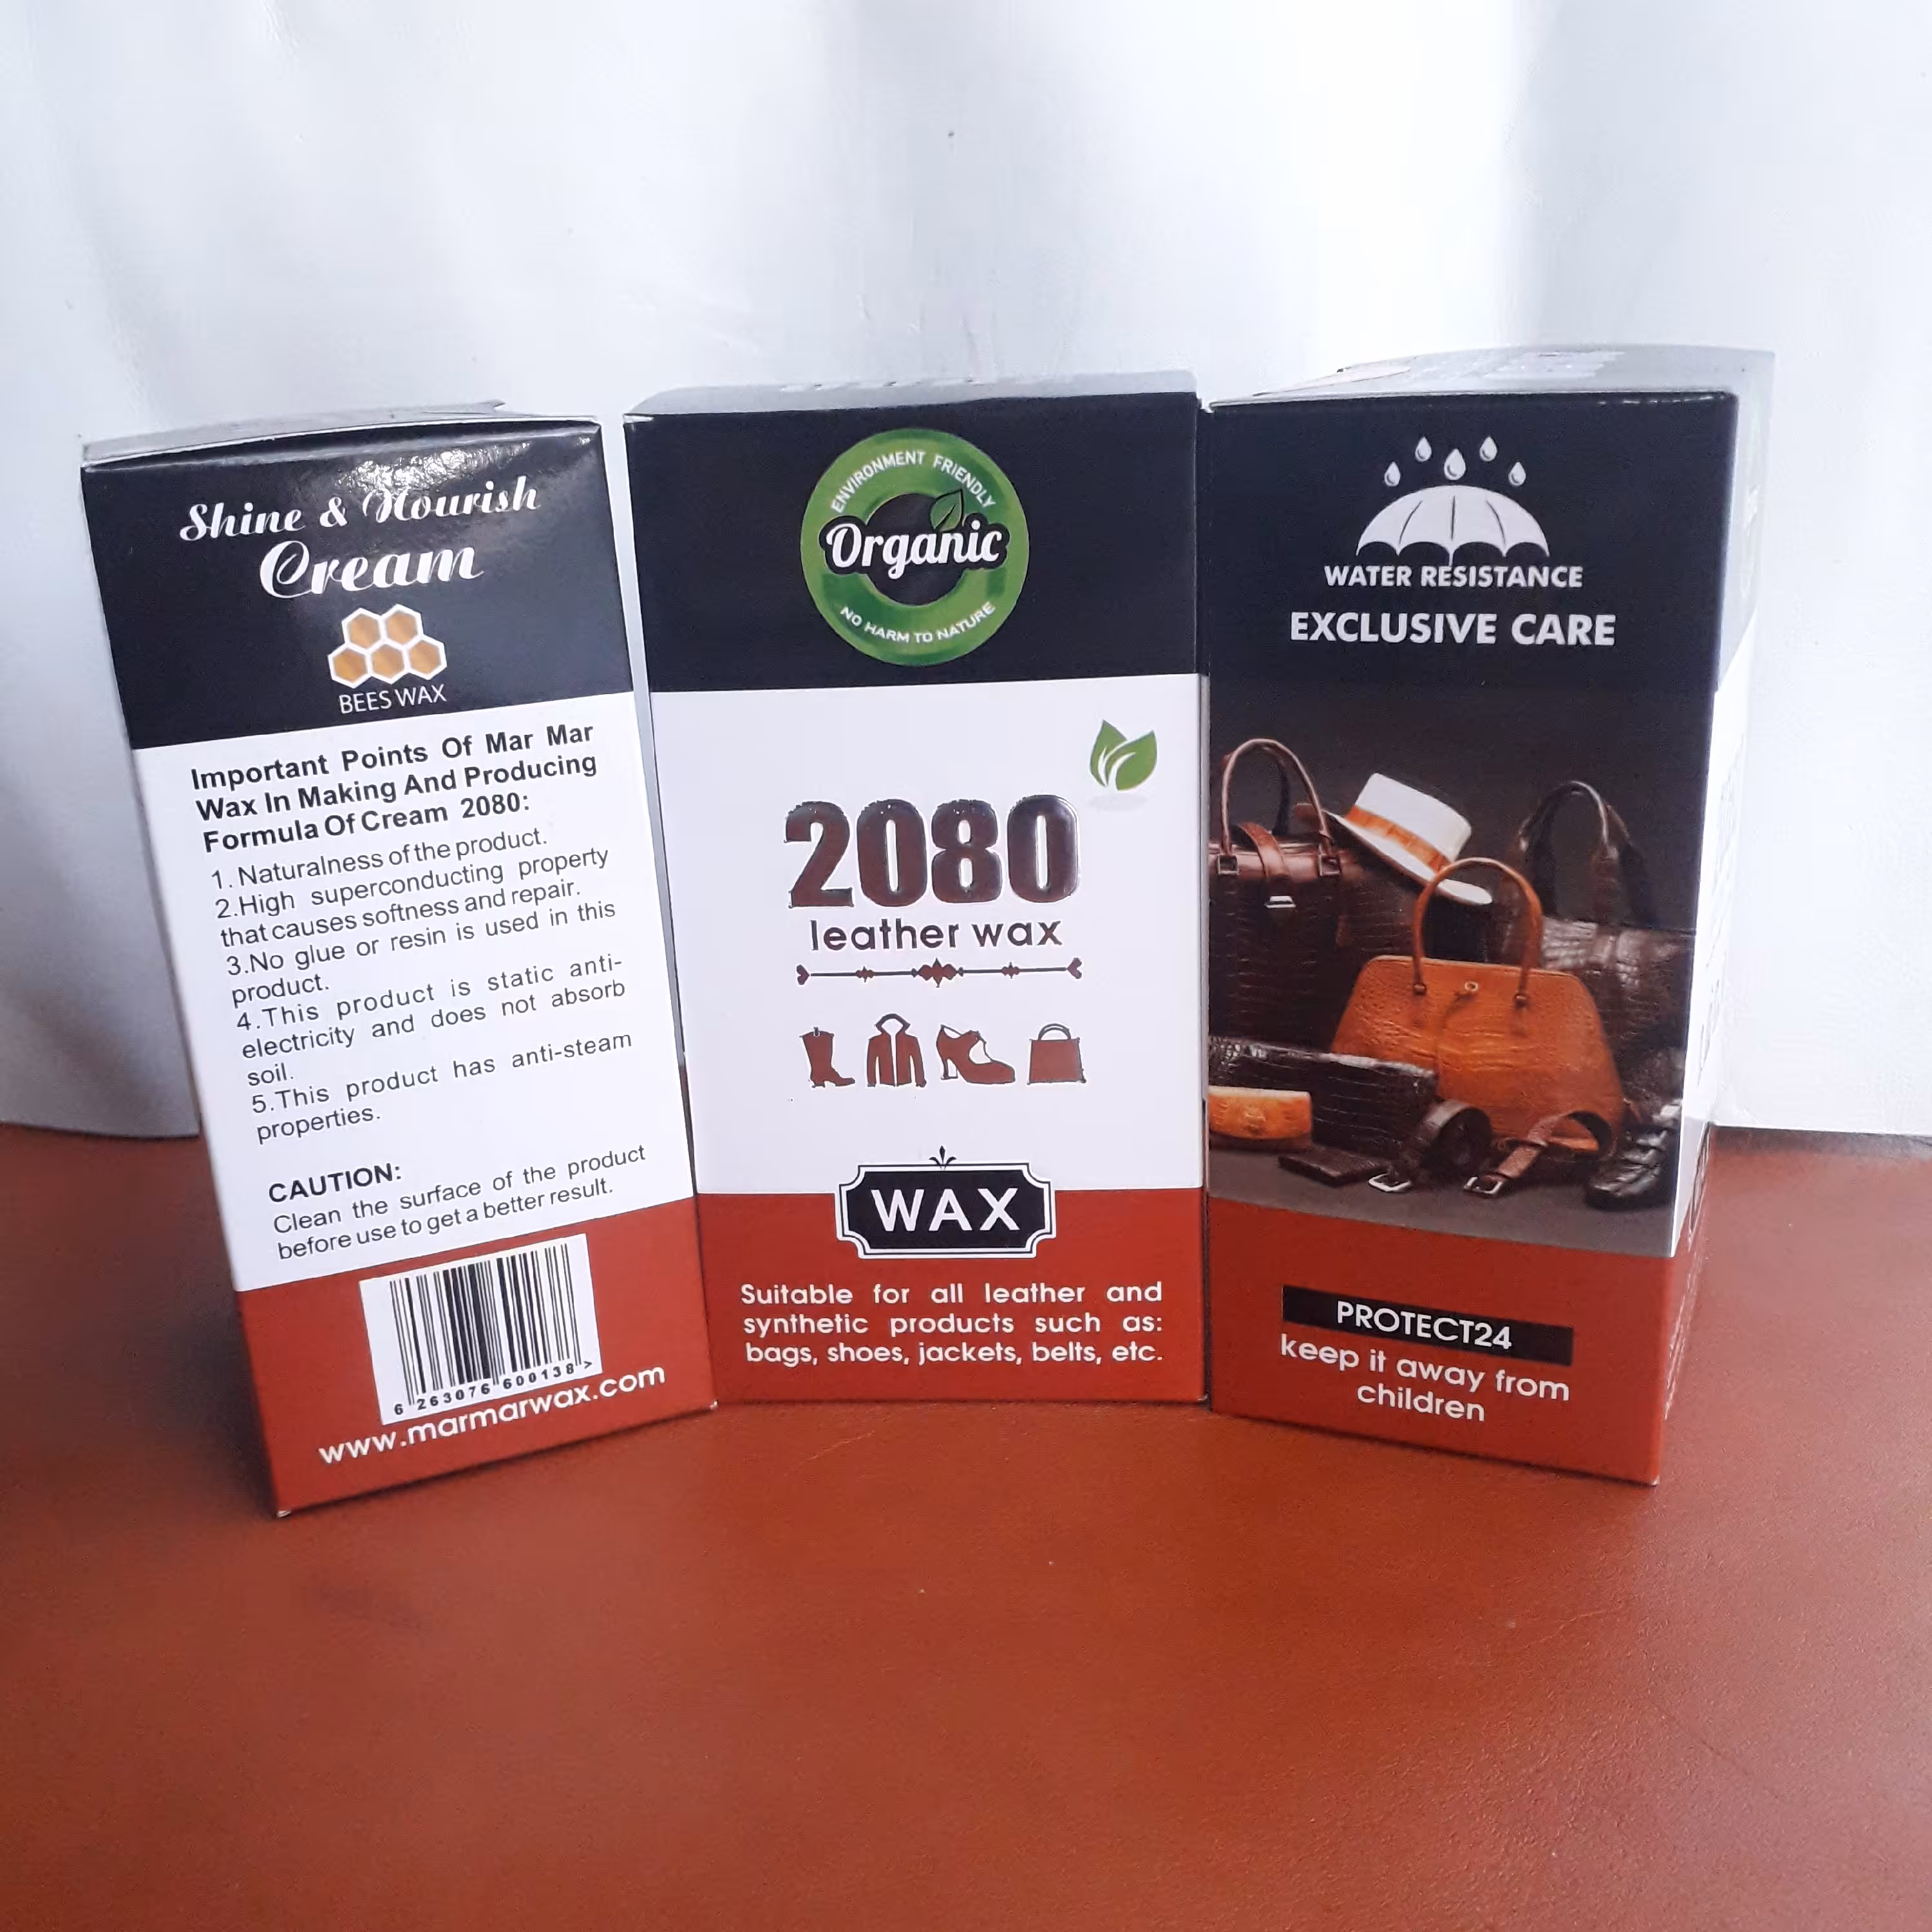 Shine & Nourish
Cream
BEES WAX
Important Points Of Mar Mar
Wax In Making And Producing
Formula Of Cream 2080:
1. Naturalness of the product.
2.High superconducting property
that causes softness and repair.
3.No glue or resin is used in this
product.
4.This product is static anti-
electricity and does not absorb
soil.
5.This product has anti-steam
properties.
CAUTION:
Clean the surface of the product
before use to get a better result.
6 263076 600138 >
www.marmarwax.com
ENVIRONMENT FRIENDLY
Organic
NO HARM TO NATURE
2080
leather wax
WAX
Suitable for all leather and
synthetic products such as:
bags, shoes, jackets, belts, etc.
WATER RESISTANCE
EXCLUSIVE CARE
PROTECT24
keep it away from
children